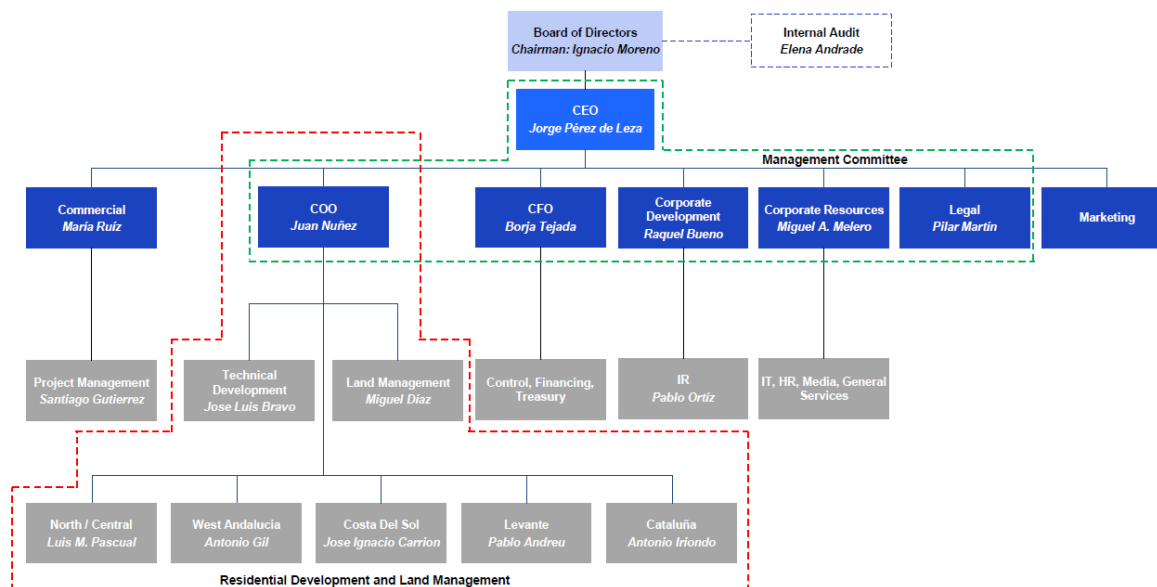 Board of Directors
Chairman: Ignacio Moreno
Internal Audit
Elena Andrade
CEO
Jorge Pérez de Leza
Management Committee
Commercial
María Ruíz
COO
Juan Nuñez
CFO
Borja Tejada
Corporate
Development
Raquel Bueno
Corporate Resources
Miguel A. Melero
Legal
Pilar Martín
Marketing
Project Management
Santiago Gutierrez
Technical
Development
Jose Luis Bravo
Land Management
Miguel Díaz
Control, Financing,
Treasury
IR
Pablo Ortíz
IT, HR, Media, General
Services
North / Central
Luis M. Pascual
West Andalucia
Antonio Gil
Costa Del Sol
Jose Ignacio Carrion
Levante
Pablo Andreu
Cataluña
Antonio Iriondo
Residential Development and Land Management